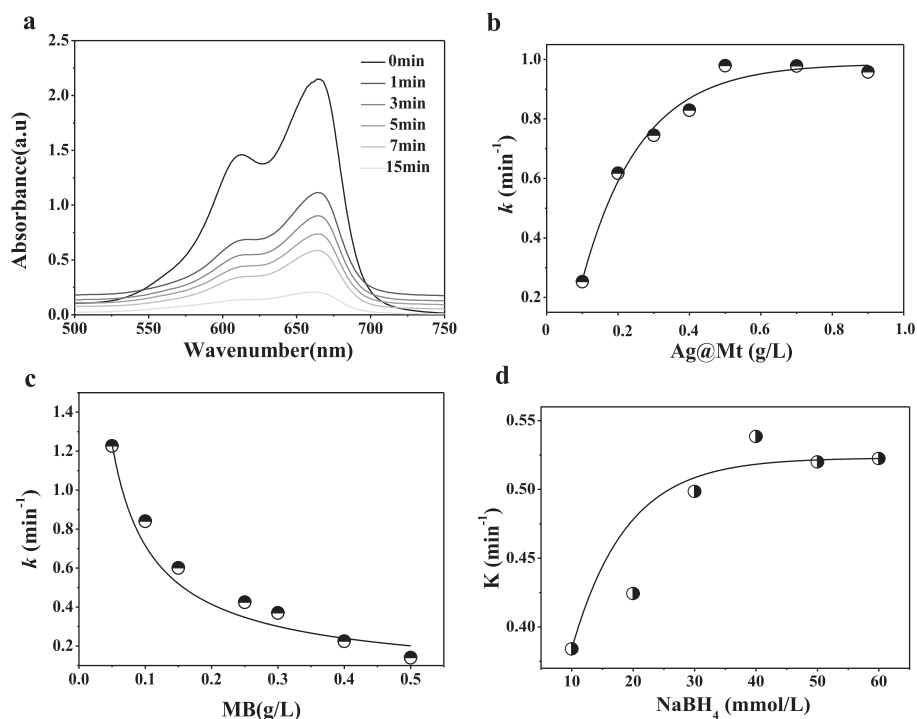 a
2.5
2.0
1.5
1.0
0.5
0.0
500
550
600
650
700
750
Absorbance(a.u)
Wavenumber(nm)
0min
1min
3min
5min
7min
15min
b
1.0
0.8
0.6
0.4
0.2
0
0.2
0.4
0.6
0.8
1.0
k (min⁻¹)
Ag@Mt (g/L)
c
1.4
1.2
1.0
0.8
0.6
0.4
0.2
0.0
0.1
0.2
0.3
0.4
0.5
k (min⁻¹)
MB(g/L)
d
0.55
0.50
0.45
0.40
10
20
30
40
50
60
K (min⁻¹)
NaBH₄ (mmol/L)